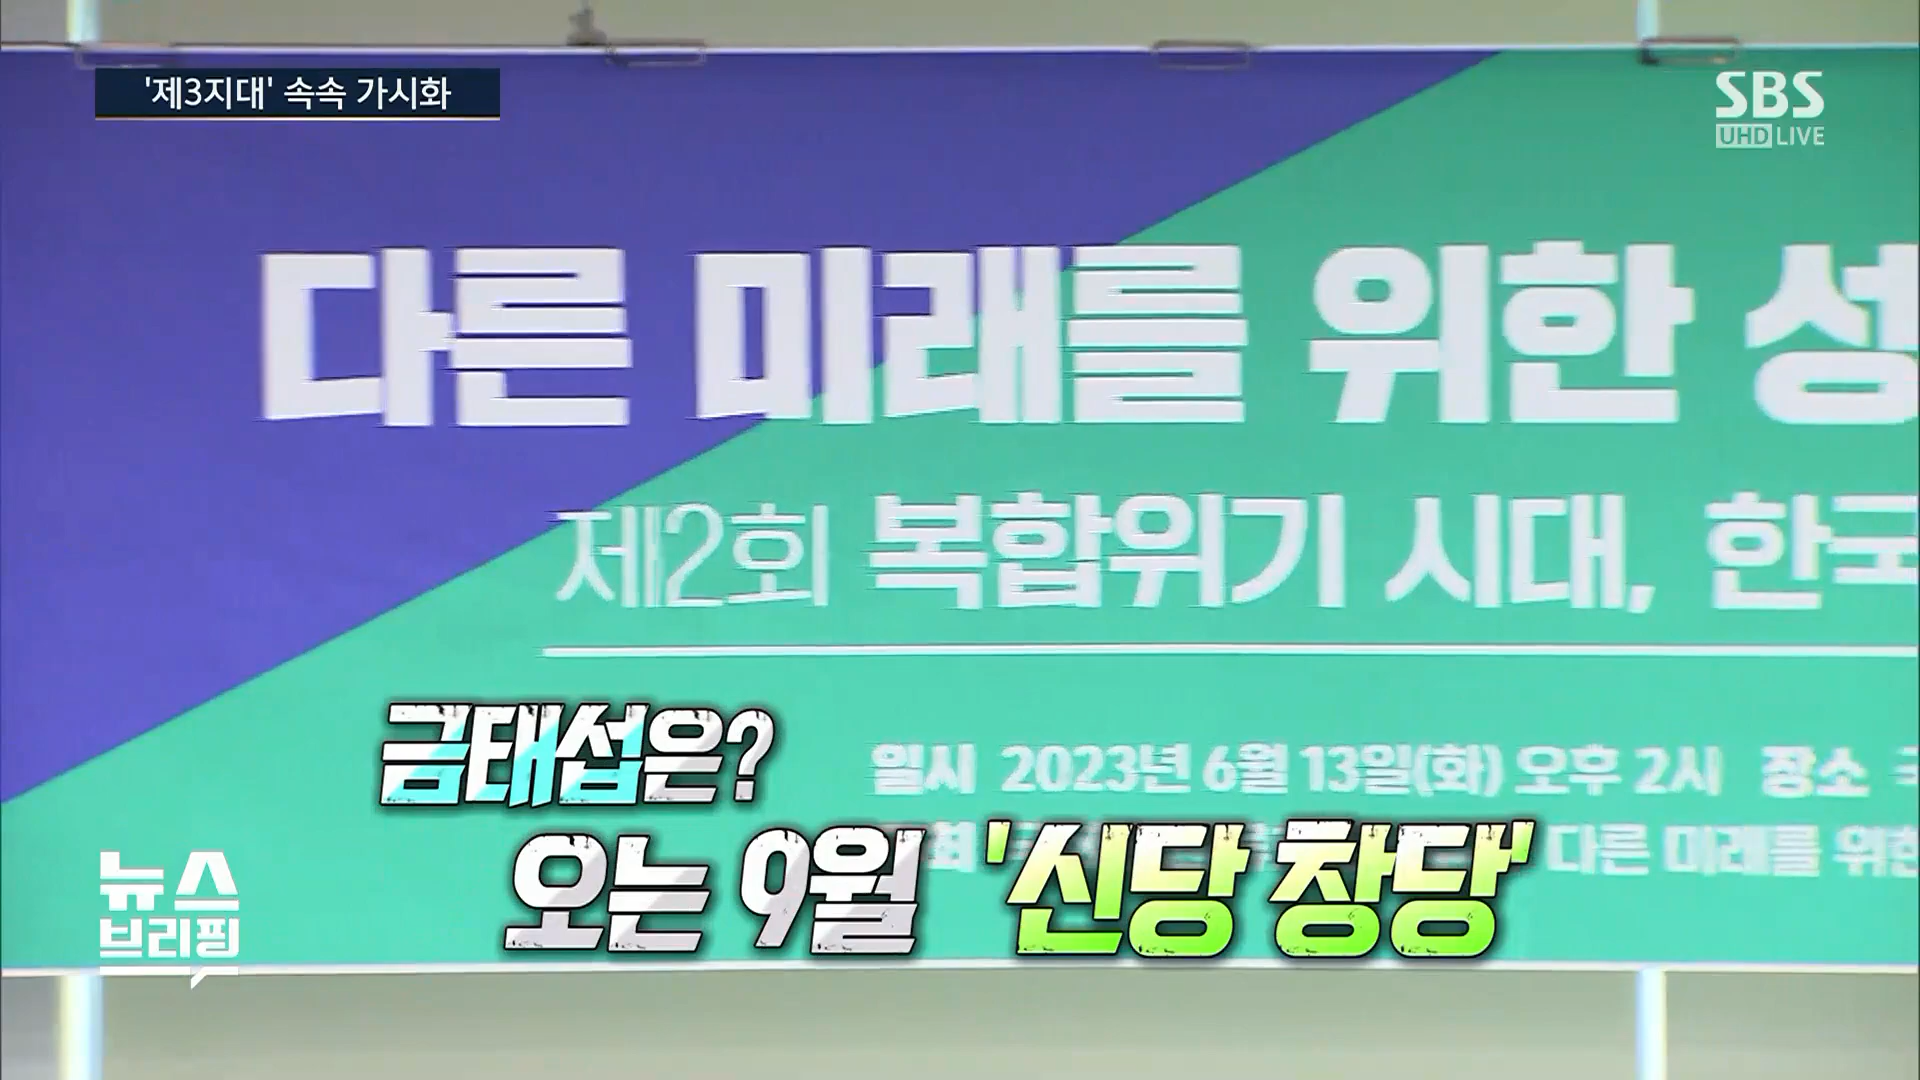 '제3지대' 속속 가시화
SBS
UHD LIVE
다른 미래를 위한
제2회 복합위기 시대,
일시 2023년 6월 13일(화) 오후 2시 장소
금태섭은?
오는 9월 '신당 창당'
다른 미래를 위한
뉴스
브리핑